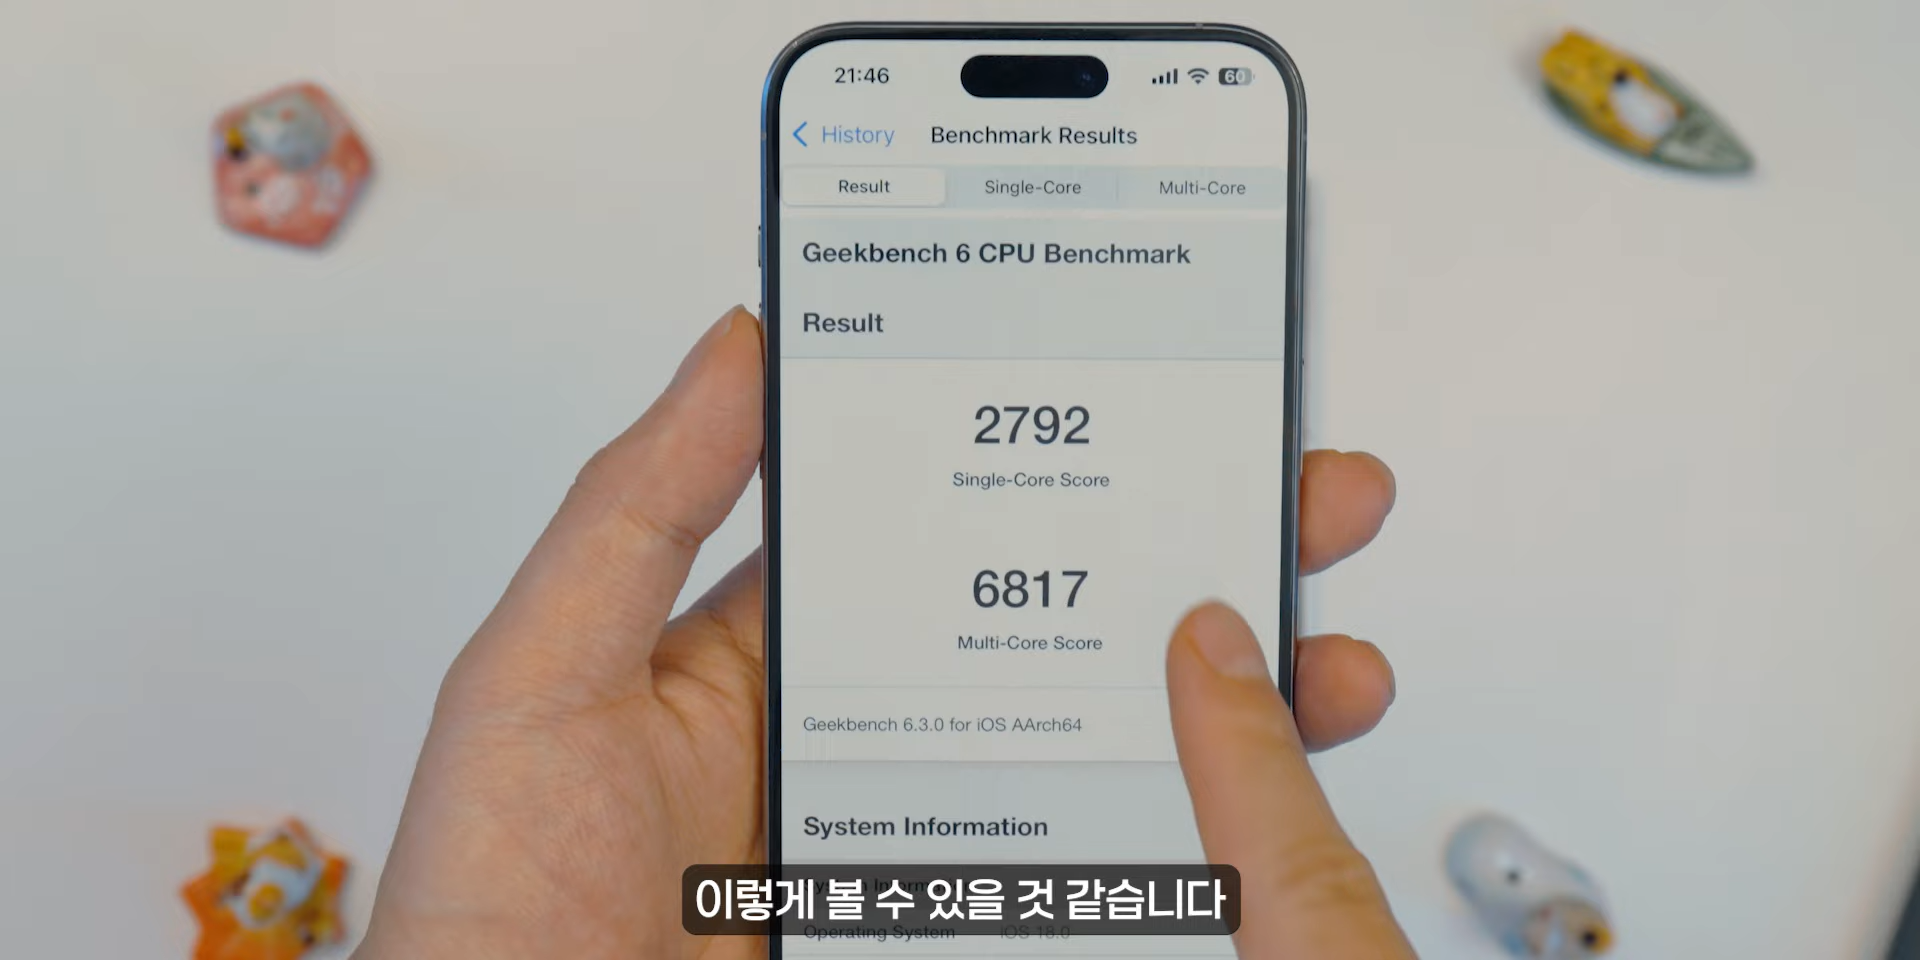 21:46
60
History
Benchmark Results
Result
Single-Core
Multi-Core
Geekbench 6 CPU Benchmark
Result
2792
Single-Core Score
6817
Multi-Core Score
Geekbench 6.3.0 for iOS AArch64
System Information
이렇게 볼 수 있을 것 같습니다
Operating System
iOS 18.0